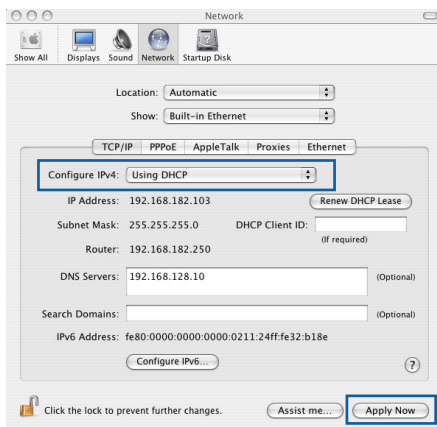 Network
Show All Displays Sound Network Startup Disk
Location: Automatic
Show: Built-in Ethernet
TCP/IP PPPoE AppleTalk Proxies Ethernet
Configure IPv4: Using DHCP
IP Address: 192.168.182.103 Renew DHCP Lease
Subnet Mask: 255.255.255.0 DHCP Client ID:
(If required)
Router: 192.168.182.250
DNS Servers: 192.168.128.10 (Optional)
Search Domains: (Optional)
IPv6 Address: fe80:0000:0000:0000:0211:24ff:fe32:b18e
Configure IPv6... ?
Click the lock to prevent further changes. Assist me... Apply Now